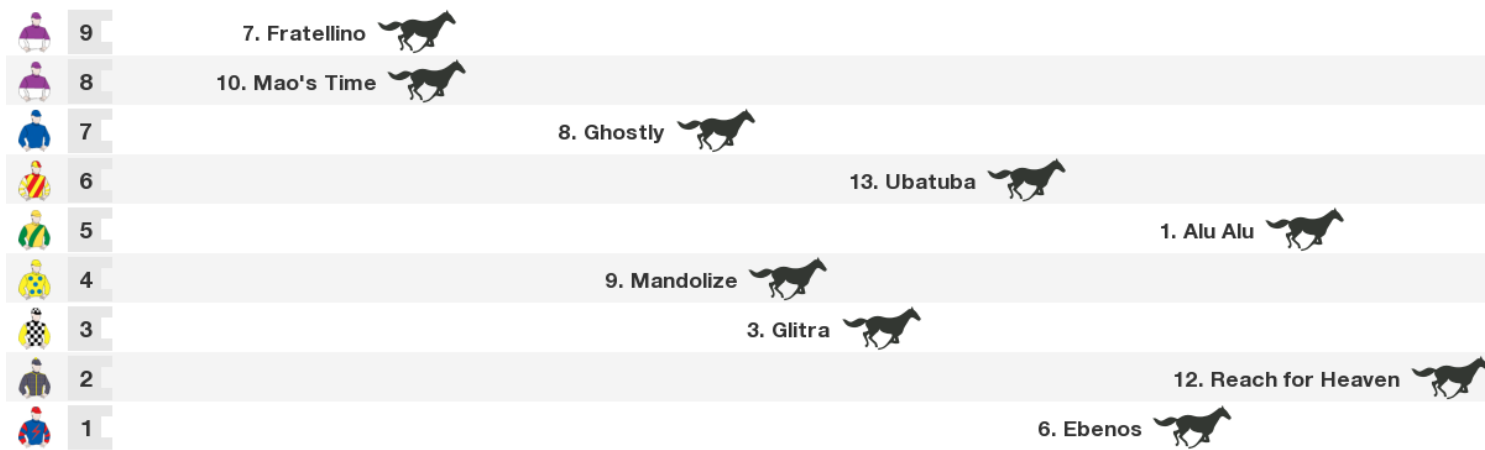 9 7. Fratellino
8 10. Mao's Time
7 8. Ghostly
6 13. Ubatuba
5 1. Alu Alu
4 9. Mandolize
3 3. Glitra
2 12. Reach for Heaven
1 6. Ebenos